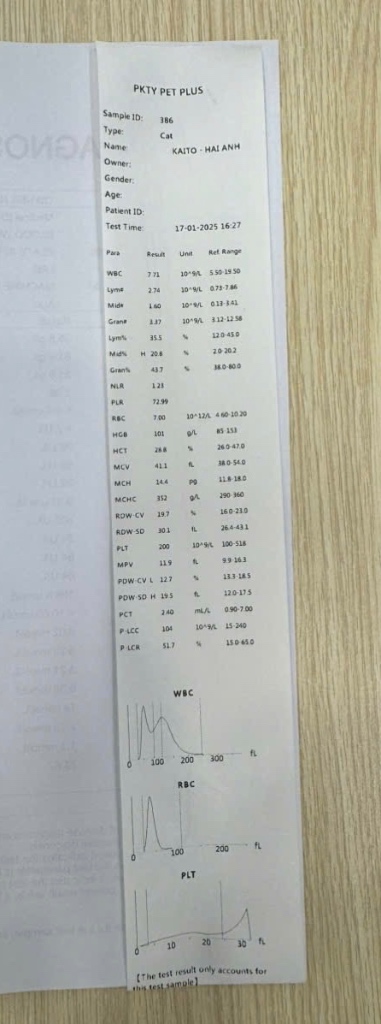 PKTY PET PLUS
Sample ID: 386
Type: Cat
Name: KAITO - HAI ANH
Owner:
Gender:
Age:
Patient ID:
Test Time: 17-01-2025 16:27
Para Result Unit Ref. Range
WBC 7.71 10^9/L 5.50-19.50
Lym# 2.74 10^9/L 0.73-7.86
Mid# 1.60 10^9/L 0.13-3.41
Gran# 3.37 10^9/L 3.12-12.58
Lym% 35.5 % 12.0-45.0
Mid% H 20.8 % 2.0-20.2
Gran% 43.7 % 38.0-80.0
NLR 1.23
PLR 72.99
RBC 7.00 10^12/L 4.60-10.20
HGB 101 g/L 85-153
HCT 28.8 % 26.0-47.0
MCV 41.1 fL 38.0-54.0
MCH 14.4 pg 11.8-18.0
MCHC 352 g/L 290-360
RDW-CV 19.7 % 16.0-23.0
RDW-SD 30.1 fL 26.4-43.1
PLT 200 10^9/L 100-518
MPV 11.9 fL 9.9-16.3
PDW-CV L 12.7 % 13.3-18.5
PDW-SD H 19.5 fL 12.0-17.5
PCT 2.40 mL/L 0.90-7.00
P-LCC 104 10^9/L 15-240
P-LCR 51.7 % 15.0-65.0
WBC
0 100 200 300 fL
RBC
0 100 200 fL
PLT
0 10 20 30 fL
【The test result only accounts for
this test sample】